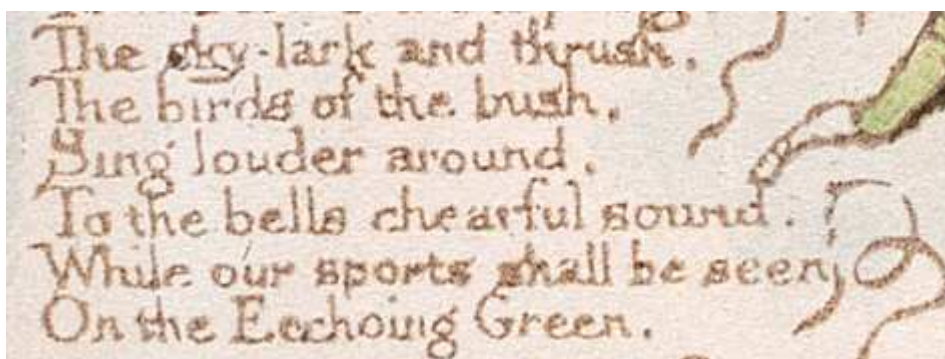 The sky-lark and thrush.
The birds of the bush,
Sing louder around,
To the bells chearful sound.
While our sports shall be seen
On the Ecchoing Green.